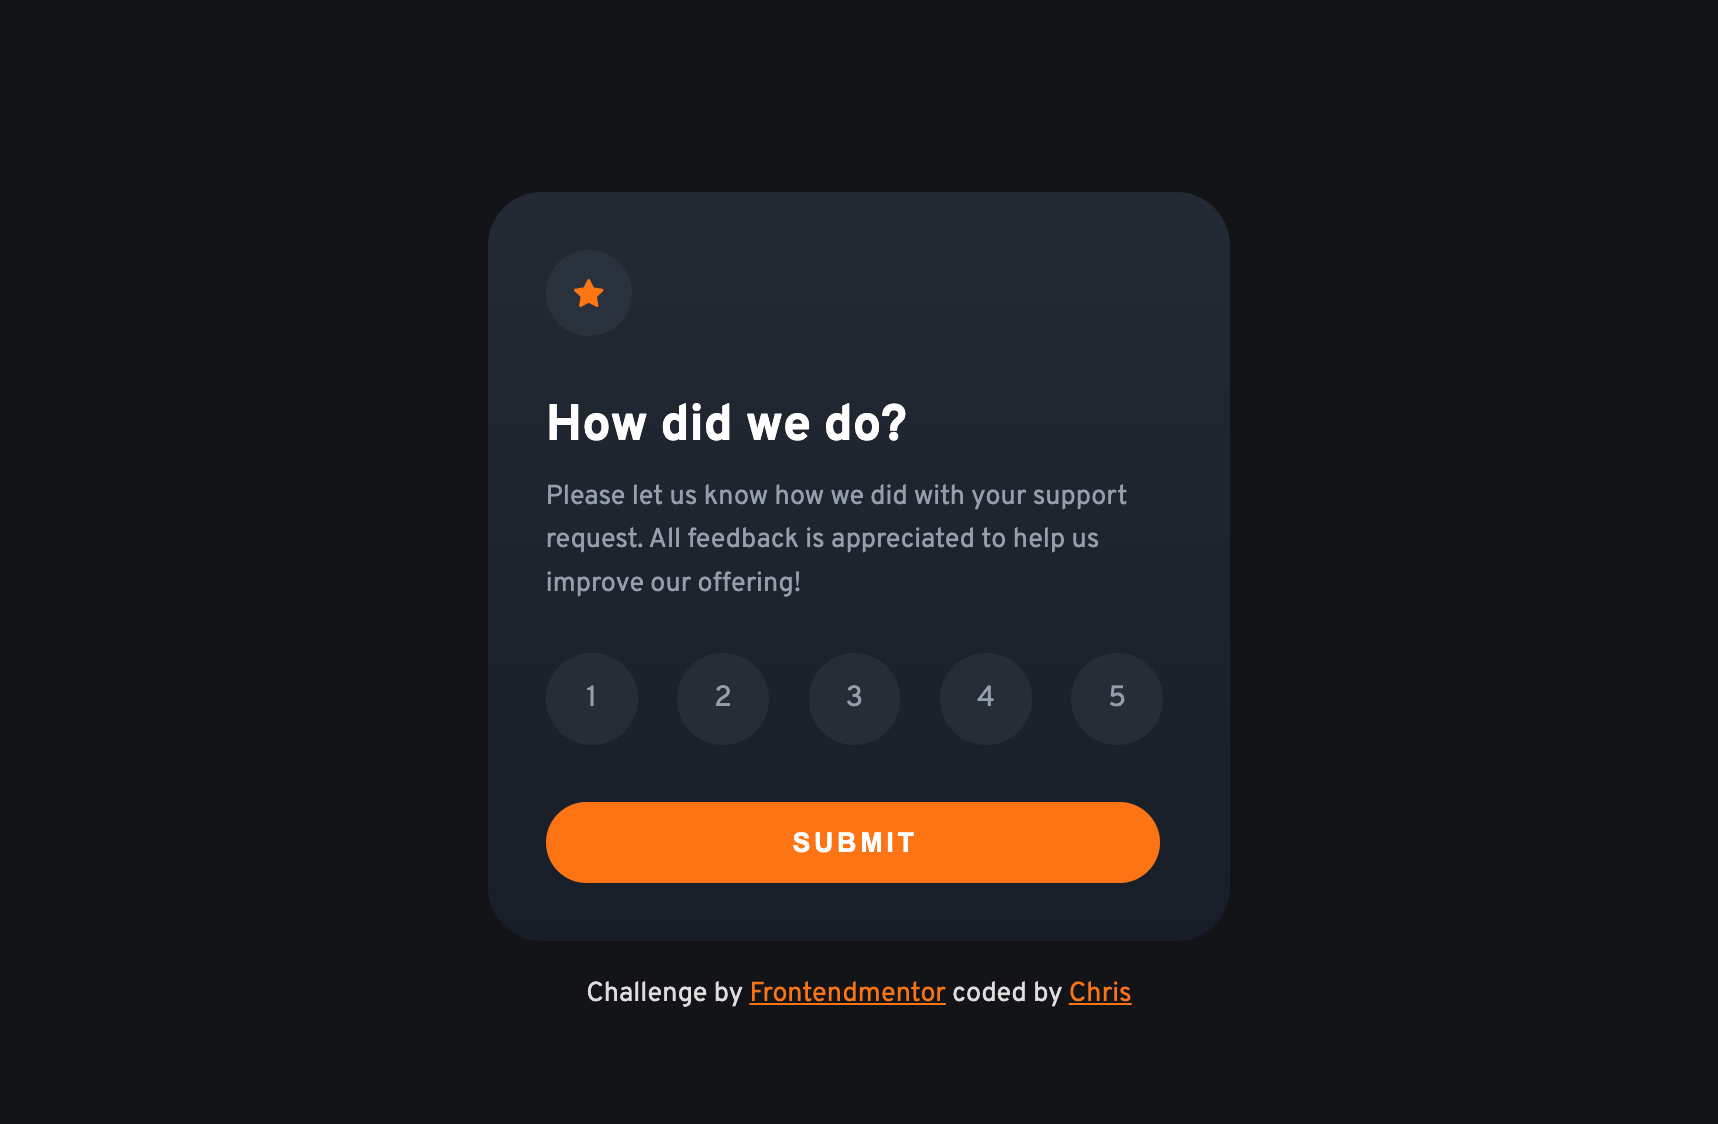 How did we do?
Please let us know how we did with your support
request. All feedback is appreciated to help us
improve our offering!
1 2 3 4 5
SUBMIT
Challenge by Frontendmentor coded by Chris